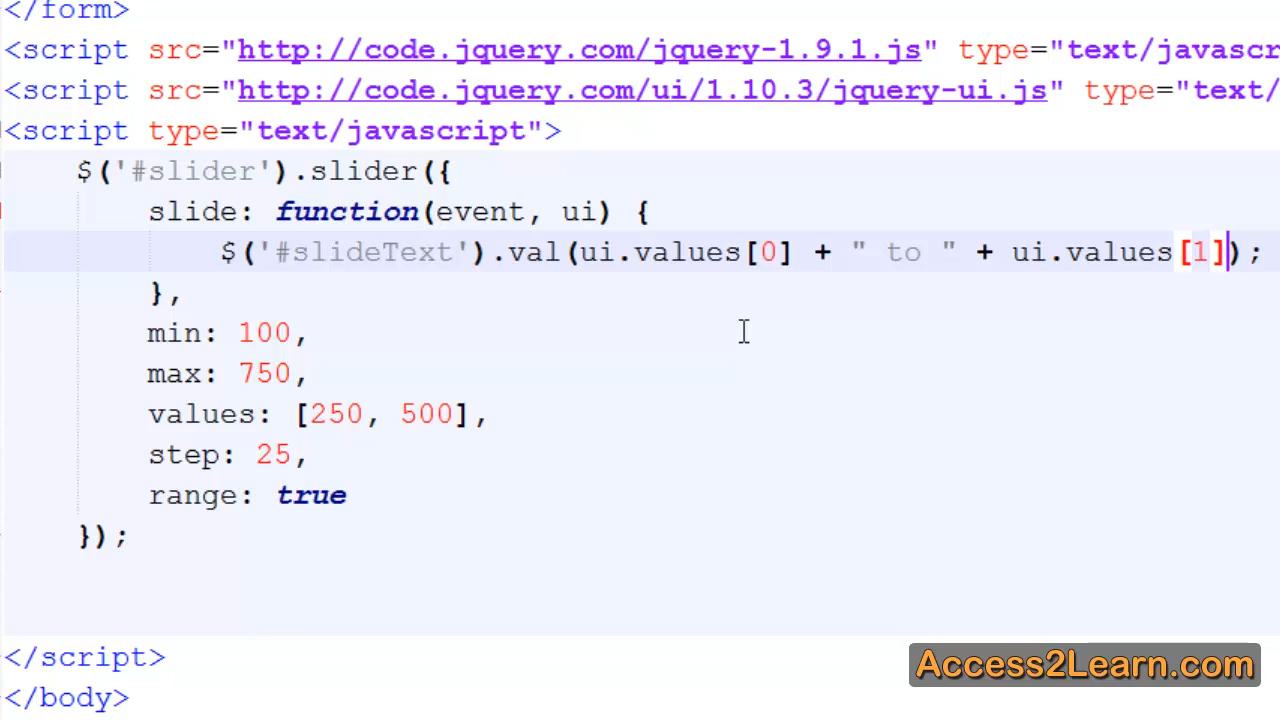 </form>
<script src="http://code.jquery.com/jquery-1.9.1.js" type="text/javascr
<script src="http://code.jquery.com/ui/1.10.3/jquery-ui.js" type="text/
<script type="text/javascript">
    $('#slider').slider({
        slide: function(event, ui) {
            $('#slideText').val(ui.values[0] + " to " + ui.values[1]);
        },
        min: 100,
        max: 750,
        values: [250, 500],
        step: 25,
        range: true
    });
</script>
Access2Learn.com
</body>